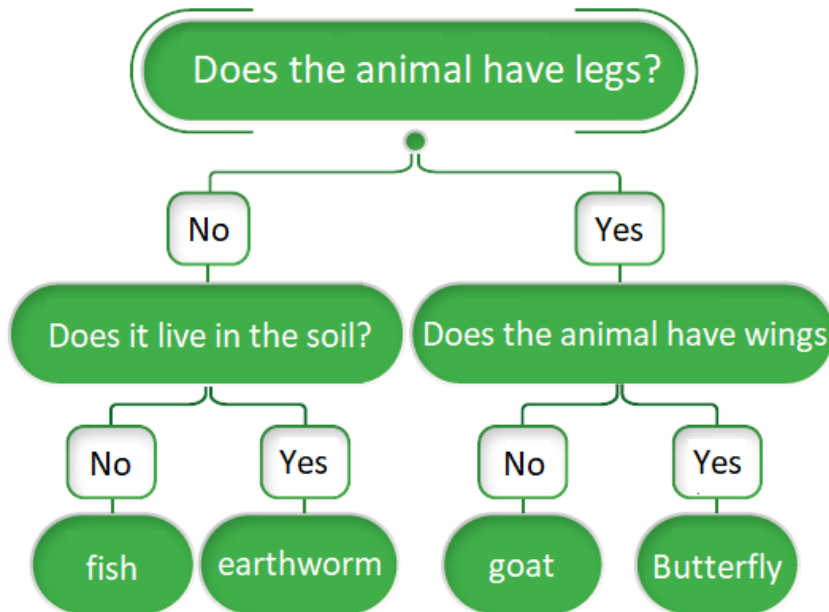 Does the animal have legs?
No
Yes
Does it live in the soil?
Does the animal have wings
No
Yes
No
Yes
fish
earthworm
goat
Butterfly